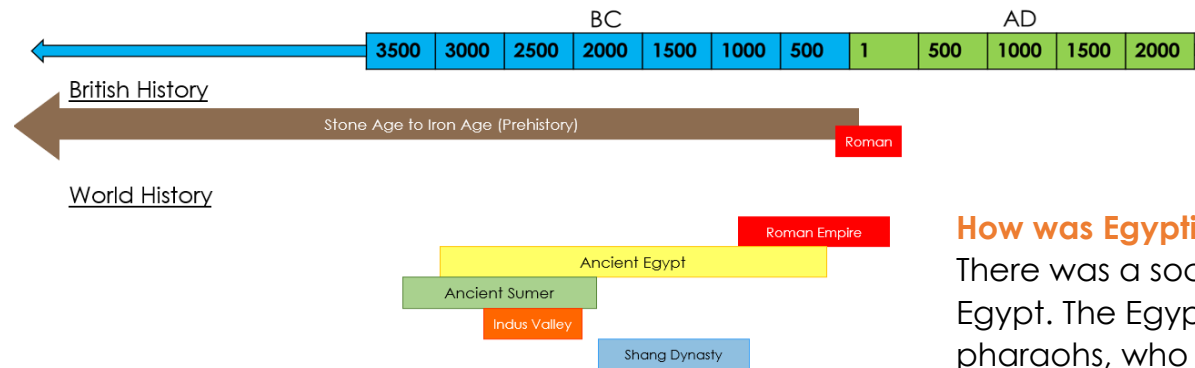 BC AD
3500 3000 2500 2000 1500 1000 500 1 500 1000 1500 2000
British History
Stone Age to Iron Age (Prehistory)
Roman
World History
Roman Empire
Ancient Egypt
Ancient Sumer
Indus Valley
Shang Dynasty
How was Egypti
There was a soc
Egypt. The Egyp
pharaohs, who